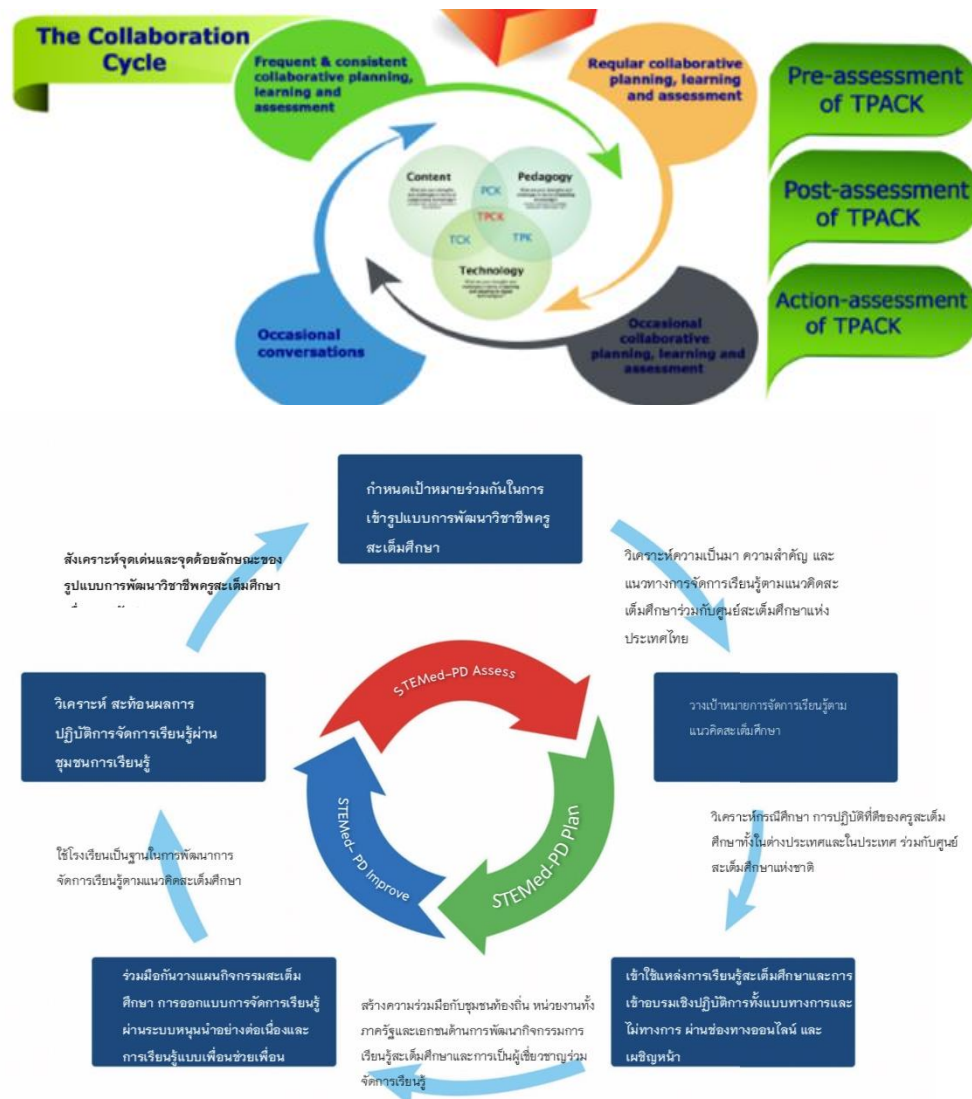 The Collaboration
Cycle
Frequent & consistent
collaborative planning,
learning and
assessment
Reqular collaborative
planning, learning
and assessment
Pre-assessment
of TPACK
Content
Pedagogy
PCK
TPCK
TCK
TPK
Technology
Post-assessment
of TPACK
Occasional
conversations
Occasional
collaborative
planning, learning and
assessment
Action-assessment
of TPACK
กำหนดเป้าหมายร่วมกันในการ
เข้ารูปแบบการพัฒนาวิชาชีพครู
สะเต็มศึกษา
วิเคราะห์ความเป็นมา ความสำคัญ และ
แนวทางการจัดการเรียนรู้ตามแนวคิดสะ
เต็มศึกษาร่วมกับศูนย์สะเต็มศึกษาแห่ง
ประเทศไทย
วางเป้าหมายการจัดการเรียนรู้ตาม
แนวคิดสะเต็มศึกษา
วิเคราะห์กรณีศึกษา การปฏิบัติที่ดีของครูสะเต็ม
ศึกษาทั้งในต่างประเทศและในประเทศ ร่วมกับศูนย์
สะเต็มศึกษาแห่งชาติ
เข้าใช้แหล่งการเรียนรู้สะเต็มศึกษาและการ
เข้าอบรมเชิงปฏิบัติการทั้งแบบทางการและ
ไม่ทางการ ผ่านช่องทางออนไลน์ และ
เผชิญหน้า
สร้างความร่วมมือกับชุมชนท้องถิ่น หน่วยงานทั้ง
ภาครัฐและเอกชนด้านการพัฒนากิจกรรมการ
เรียนรู้สะเต็มศึกษาและการเป็นผู้เชี่ยวชาญร่วม
จัดการเรียนรู้
ร่วมมือกันวางแผนกิจกรรมสะเต็ม
ศึกษา การออกแบบการจัดการเรียนรู้
ผ่านระบบหนุนนำอย่างต่อเนื่องและ
การเรียนรู้แบบเพื่อนช่วยเพื่อน
ใช้โรงเรียนเป็นฐานในการพัฒนาการ
จัดการเรียนรู้ตามแนวคิดสะเต็มศึกษา
วิเคราะห์ สะท้อนผลการ
ปฏิบัติการจัดการเรียนรู้ผ่าน
ชุมชนการเรียนรู้
สังเคราะห์จุดเด่นและจุดด้อยลักษณะของ
รูปแบบการพัฒนาวิชาชีพครูสะเต็มศึกษา
STEMed-PD Assess
STEMed-PD Plan
STEMed- PD Improve